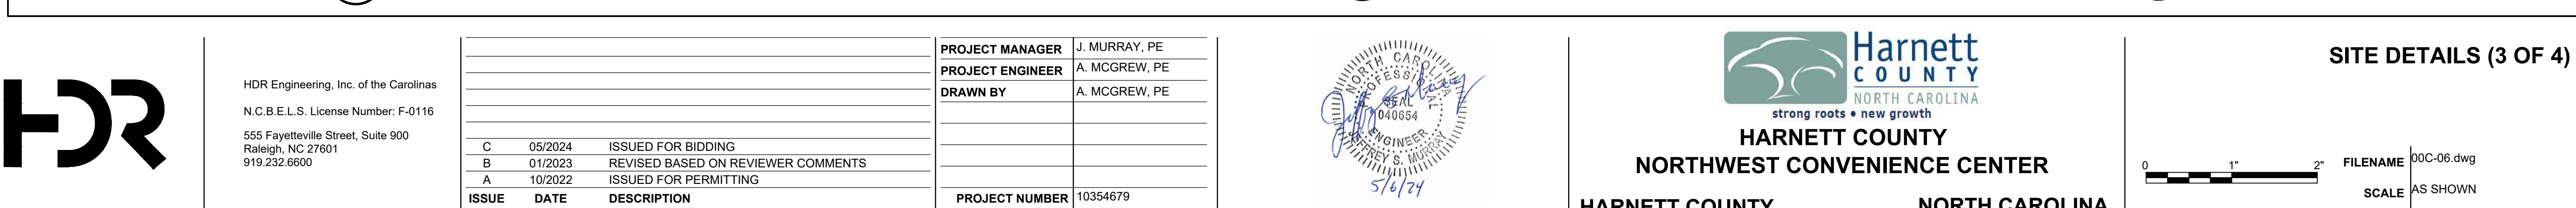 HDR
HDR Engineering, Inc. of the Carolinas
N.C.B.E.L.S. License Number: F-0116
555 Fayetteville Street, Suite 900
Raleigh, NC 27601
919.232.6600
C 05/2024 ISSUED FOR BIDDING
B 01/2023 REVISED BASED ON REVIEWER COMMENTS
A 10/2022 ISSUED FOR PERMITTING
ISSUE DATE DESCRIPTION
PROJECT MANAGER J. MURRAY, PE
PROJECT ENGINEER A. MCGREW, PE
DRAWN BY A. MCGREW, PE
PROJECT NUMBER 10354679
NORTH CAROLINA
PROFESSIONAL
SEAL
040654
ENGINEER
JEFFREY S. MURRAY
5/6/24
Harnett
COUNTY
NORTH CAROLINA
strong roots • new growth
HARNETT COUNTY
NORTHWEST CONVENIENCE CENTER
HARNETT COUNTY NORTH CAROLINA
SITE DETAILS (3 OF 4)
0 1" 2"
FILENAME 00C-06.dwg
SCALE AS SHOWN